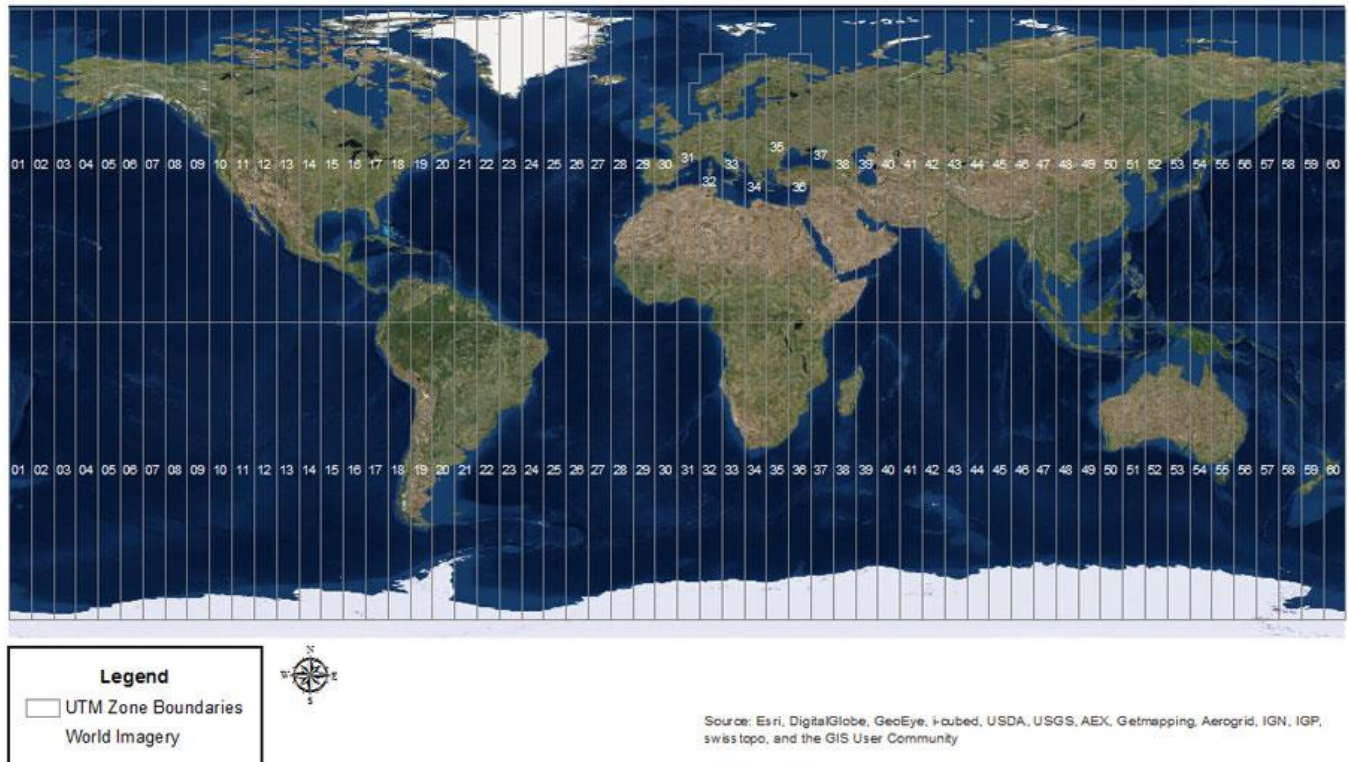 01 02 03 04 05 06 07 08 09 10 11 12 13 14 15 16 17 18 19 20 21 22 23 24 25 26 27 28 29 30 31 32 33 34 35 36 37 38 39 40 41 42 43 44 45 46 47 48 49 50 51 52 53 54 55 56 57 58 59 60
01 02 03 04 05 06 07 08 09 10 11 12 13 14 15 16 17 18 19 20 21 22 23 24 25 26 27 28 29 30 31 32 33 34 35 36 37 38 39 40 41 42 43 44 45 46 47 48 49 50 51 52 53 54 55 56 57 58 59 60
Legend
UTM Zone Boundaries
World Imagery
N
W E
S
Source: Esri, DigitalGlobe, GeoEye, i-cubed, USDA, USGS, AEX, Getmapping, Aerogrid, IGN, IGP,
swisstopo, and the GIS User Community